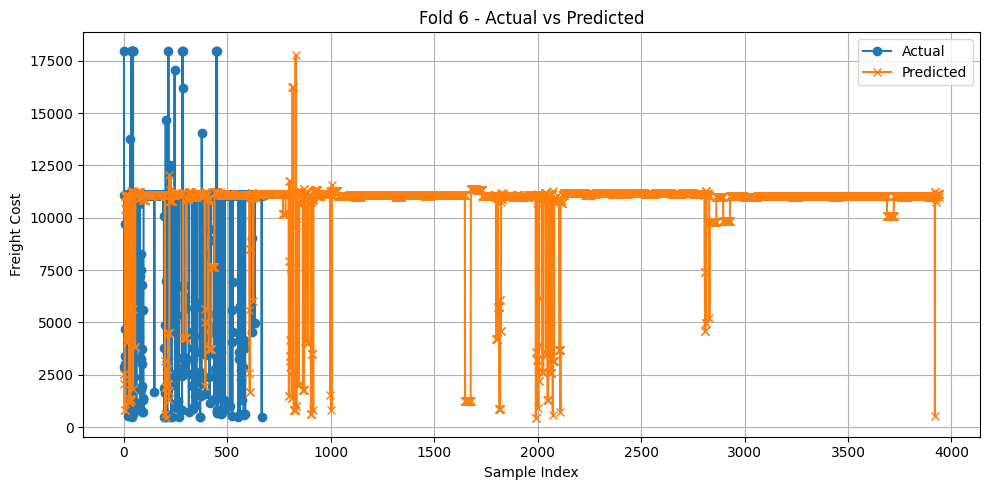 Fold 6 - Actual vs Predicted
Actual
Predicted
Freight Cost
17500
15000
12500
10000
7500
5000
2500
0
0 500 1000 1500 2000 2500 3000 3500 4000
Sample Index